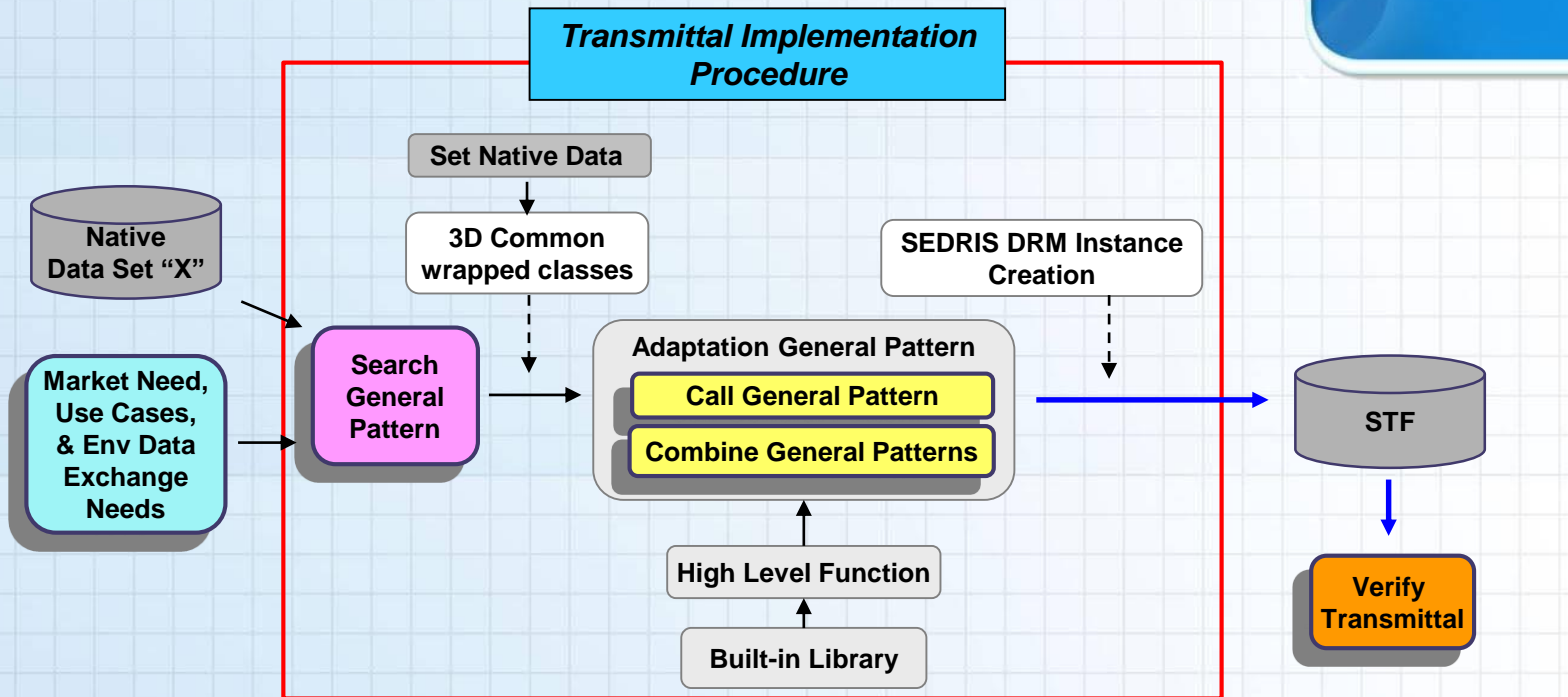 Transmittal Implementation
Procedure
Set Native Data
Native
Data Set “X”
3D Common
wrapped classes
SEDRIS DRM Instance
Creation
Market Need,
Use Cases,
& Env Data
Exchange
Needs
Search
General
Pattern
Adaptation General Pattern
Call General Pattern
Combine General Patterns
STF
High Level Function
Built-in Library
Verify
Transmittal